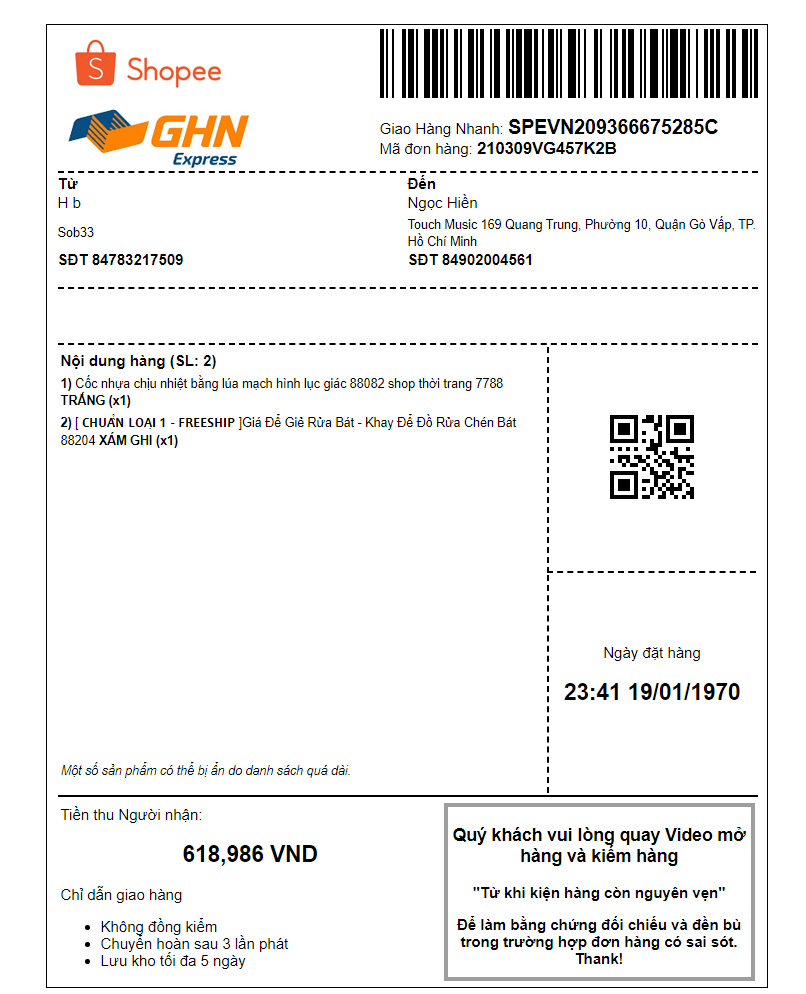 Shopee
GHN
Express
Giao Hàng Nhanh: SPEVN209366675285C
Mã đơn hàng: 210309VG457K2B
Từ
H b
Sob33
SĐT 84783217509
Đến
Ngọc Hiền
Touch Music 169 Quang Trung, Phường 10, Quận Gò Vấp, TP.
Hồ Chí Minh
SĐT 84902004561
Nội dung hàng (SL: 2)
1) Cốc nhựa chịu nhiệt bằng lúa mạch hình lục giác 88082 shop thời trang 7788
TRẮNG (x1)
2) [ CHUẨN LOẠI 1 - FREESHIP ]Giá Để Giẻ Rửa Bát - Khay Để Đồ Rửa Chén Bát
88204 XÁM GHI (x1)
Một số sản phẩm có thể bị ẩn do danh sách quá dài.
Ngày đặt hàng
23:41 19/01/1970
Tiền thu Người nhận:
618,986 VND
Chỉ dẫn giao hàng
• Không đồng kiểm
• Chuyển hoàn sau 3 lần phát
• Lưu kho tối đa 5 ngày
Quý khách vui lòng quay Video mở
hàng và kiểm hàng
"Từ khi kiện hàng còn nguyên vẹn"
Để làm bằng chứng đối chiếu và đền bù
trong trường hợp đơn hàng có sai sót.
Thank!